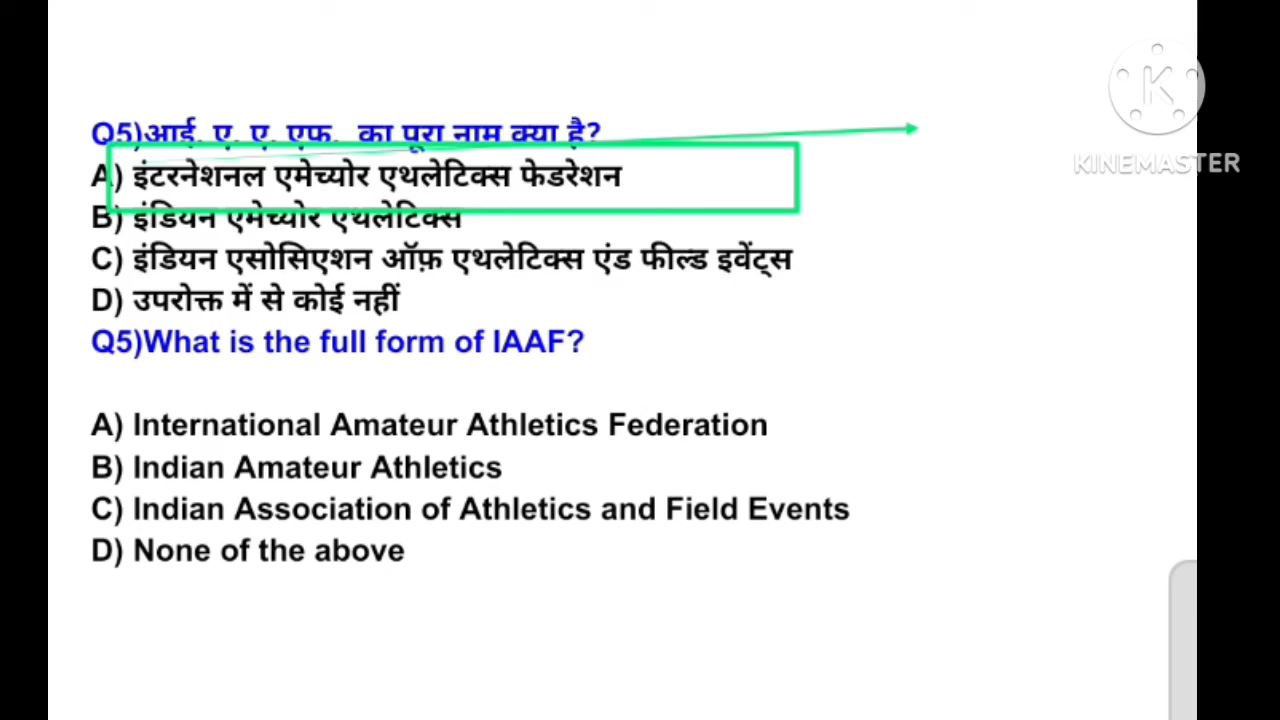 Q5)आई. ए. ए. एफ. का पूरा नाम क्या है?
A) इंटरनेशनल एमेच्योर एथलेटिक्स फेडरेशन
B) इंडियन एमेच्योर एथलेटिक्स
C) इंडियन एसोसिएशन ऑफ़ एथलेटिक्स एंड फील्ड इवेंट्स
D) उपरोक्त में से कोई नहीं
Q5)What is the full form of IAAF?
A) International Amateur Athletics Federation
B) Indian Amateur Athletics
C) Indian Association of Athletics and Field Events
D) None of the above
K
KINEMASTER